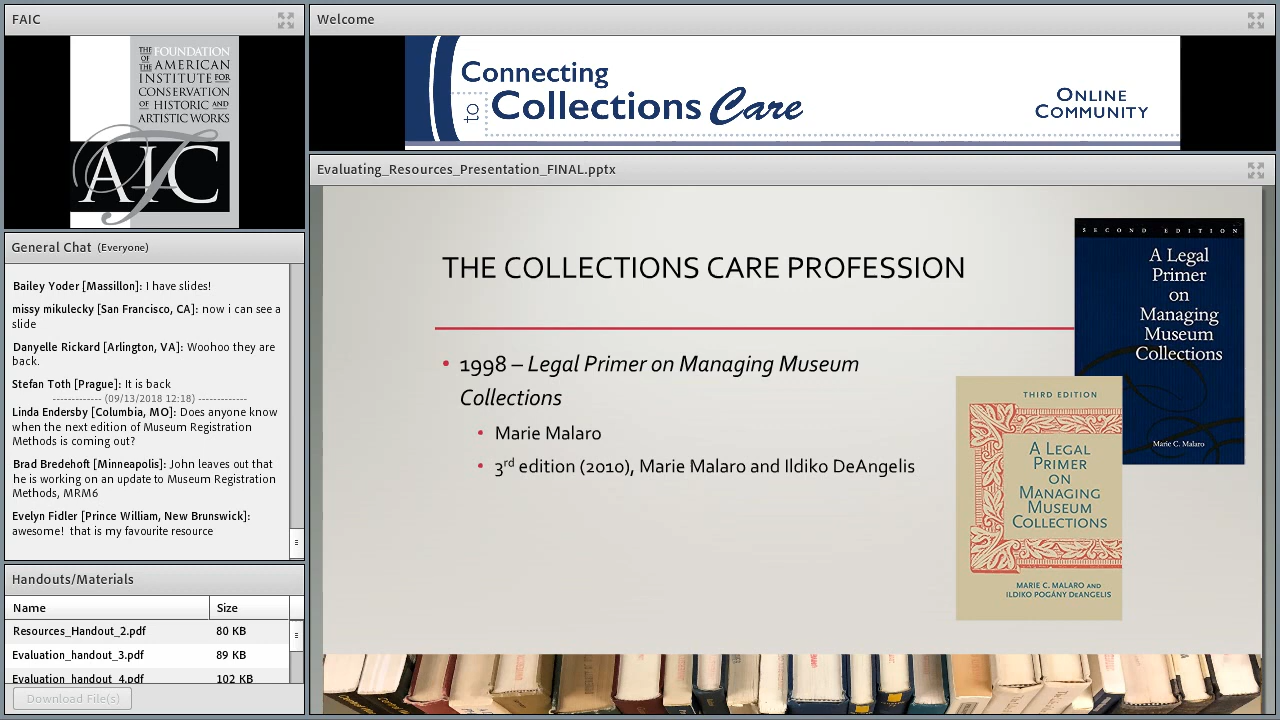 FAIC
THE FOUNDATION
OF THE AMERICAN
INSTITUTE FOR
CONSERVATION
OF HISTORIC AND
ARTISTIC WORKS
AIC
General Chat (Everyone)
Bailey Yoder [Massillon]: I have slides!
missy mikulecky [San Francisco, CA]: now i can see a
slide
Danyelle Rickard [Arlington, VA]: Woohoo they are
back.
Stefan Toth [Prague]: It is back
------------- (09/13/2018 12:18) -------------
Linda Endersby [Columbia, MO]: Does anyone know
when the next edition of Museum Registration
Methods is coming out?
Brad Bredehoft [Minneapolis]: John leaves out that
he is working on an update to Museum Registration
Methods, MRM6
Evelyn Fidler [Prince William, New Brunswick]:
awesome!  that is my favourite resource
Handouts/Materials
Name Size
Resources_Handout_2.pdf 80 KB
Evaluation_handout_3.pdf 89 KB
Evaluation_handout_4.pdf 102 KB
Download File(s)
Welcome
Connecting
to Collections Care
ONLINE
COMMUNITY
Evaluating_Resources_Presentation_FINAL.pptx
THE COLLECTIONS CARE PROFESSION
• 1998 – Legal Primer on Managing Museum
Collections
• Marie Malaro
• 3rd edition (2010), Marie Malaro and Ildiko DeAngelis
SECOND EDITION
A Legal
Primer
on
Managing
Museum
Collections
Marie C. Malaro
THIRD EDITION
A LEGAL
PRIMER
ON
MANAGING
MUSEUM
COLLECTIONS
MARIE C. MALARO AND
ILDIKO POGÁNY DEANGELIS